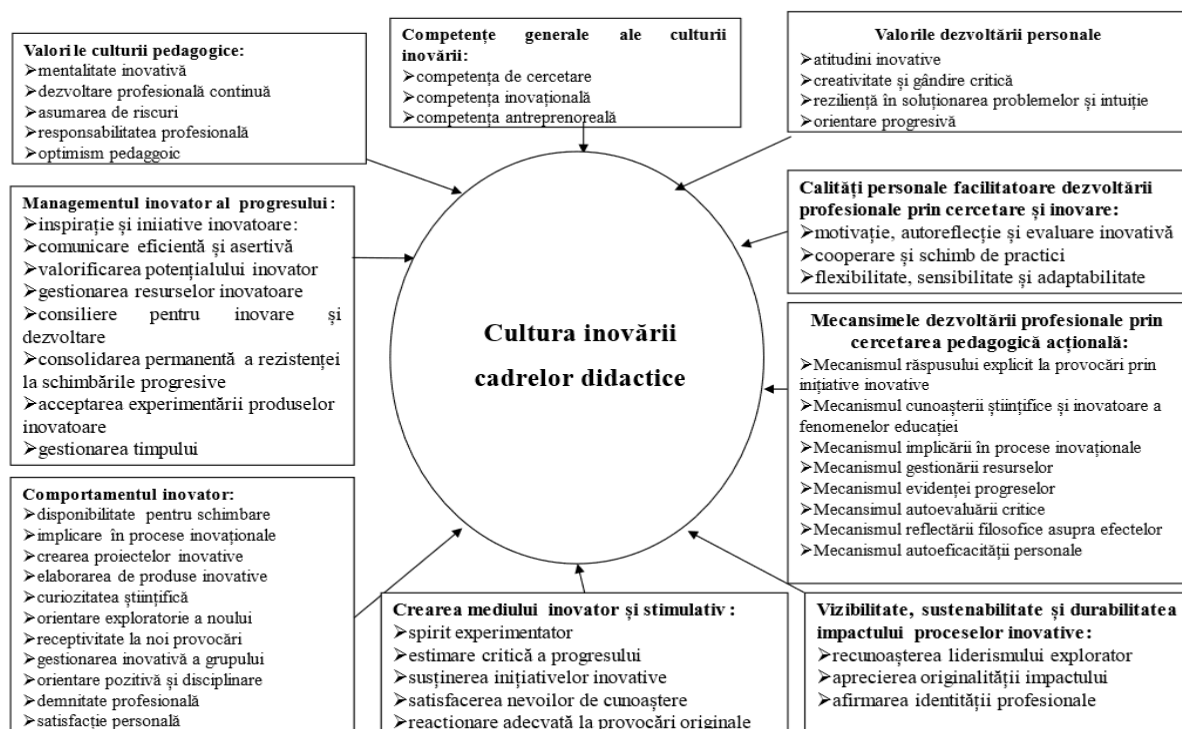 Valorile culturii pedagogice:
➢mentalitate inovativă
➢dezvoltare profesională continuă
➢asumarea de riscuri
➢responsabilitatea profesională
➢optimism pedaggoic
Competențe generale ale culturii
inovării:
➢competența de cercetare
➢competența inovațională
➢competența antreprenoreală
Valorile dezvoltării personale
➢atitudini inovative
➢creativitate și gândire critică
➢reziliență în soluționarea problemelor și intuiție
➢orientare progresivă
Managementul inovator al progresului:
➢inspirație și iniiative inovatoare:
➢comunicare eficientă și asertivă
➢valorificarea potențialului inovator
➢gestionarea resurselor inovatoare
➢consiliere pentru inovare și
dezvoltare
➢consolidarea permanentă a rezistenței
la schimbările progresive
➢acceptarea experimentării produselor
inovatoare
➢gestionarea timpului
Cultura inovării
cadrelor didactice
Calități personale facilitatoare dezvoltării
profesionale prin cercetare și inovare:
➢motivație, autoreflecție și evaluare inovativă
➢cooperare și schimb de practici
➢flexibilitate, sensibilitate și adaptabilitate
Mecansimele dezvoltării profesionale prin
cercetarea pedagogică acțională:
➢Mecanismul răspusului explicit la provocări prin
inițiative inovative
➢Mecanismul cunoașterii științifice și inovatoare a
fenomenelor educației
➢Mecanismul implicării în procese inovaționale
➢Mecanismul gestionării resurselor
➢Mecanismul evidenței progreselor
➢Mecansimul autoevaluării critice
➢Mecanismul reflectării filosofice asupra efectelor
➢Mecanismul autoeficacității personale
Comportamentul inovator:
➢disponibilitate pentru schimbare
➢implicare în procese inovaționale
➢crearea proiectelor inovative
➢elaborarea de produse inovative
➢curiozitatea științifică
➢orientare exploratorie a noului
➢receptivitate la noi provocări
➢gestionarea inovativă a grupului
➢orientare pozitivă și disciplinare
➢demnitate profesională
➢satisfacție personală
Crearea mediului inovator și stimulativ:
➢spirit experimentator
➢estimare critică a progresului
➢susținerea inițiativelor inovative
➢satisfacerea nevoilor de cunoaștere
➢reacționare adecvată la provocări originale
Vizibilitate, sustenabilitate și durabilitatea
impactului proceselor inovative:
➢recunoașterea liderismului explorator
➢aprecierea originalității impactului
➢afirmarea identității profesionale